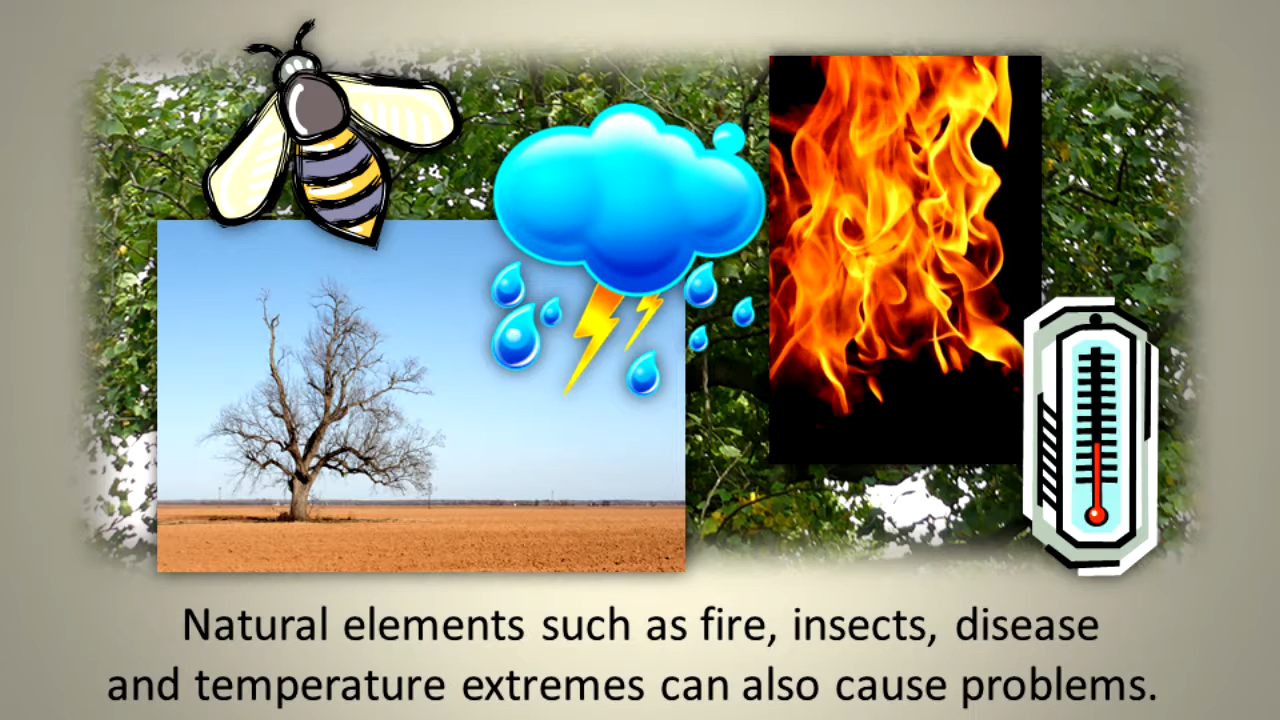 Natural elements such as fire, insects, disease
and temperature extremes can also cause problems.